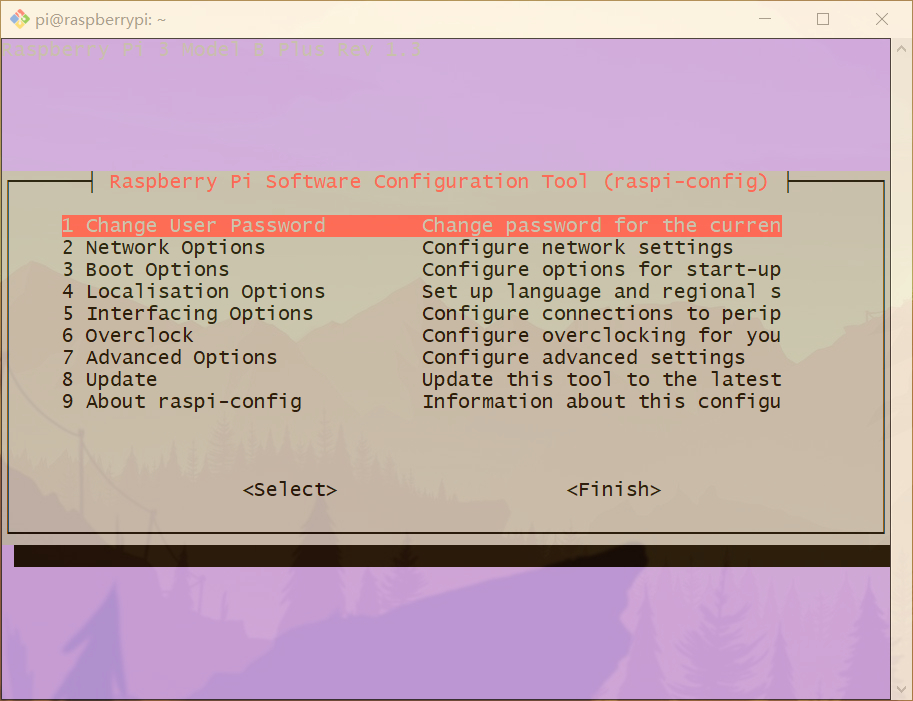 pi@raspberrypi: ~
Raspberry Pi 3 Model B Plus Rev 1.3
Raspberry Pi Software Configuration Tool (raspi-config)
1 Change User Password Change password for the curren
2 Network Options Configure network settings
3 Boot Options Configure options for start-up
4 Localisation Options Set up language and regional s
5 Interfacing Options Configure connections to perip
6 Overclock Configure overclocking for you
7 Advanced Options Configure advanced settings
8 Update Update this tool to the latest
9 About raspi-config Information about this configu
<Select> <Finish>